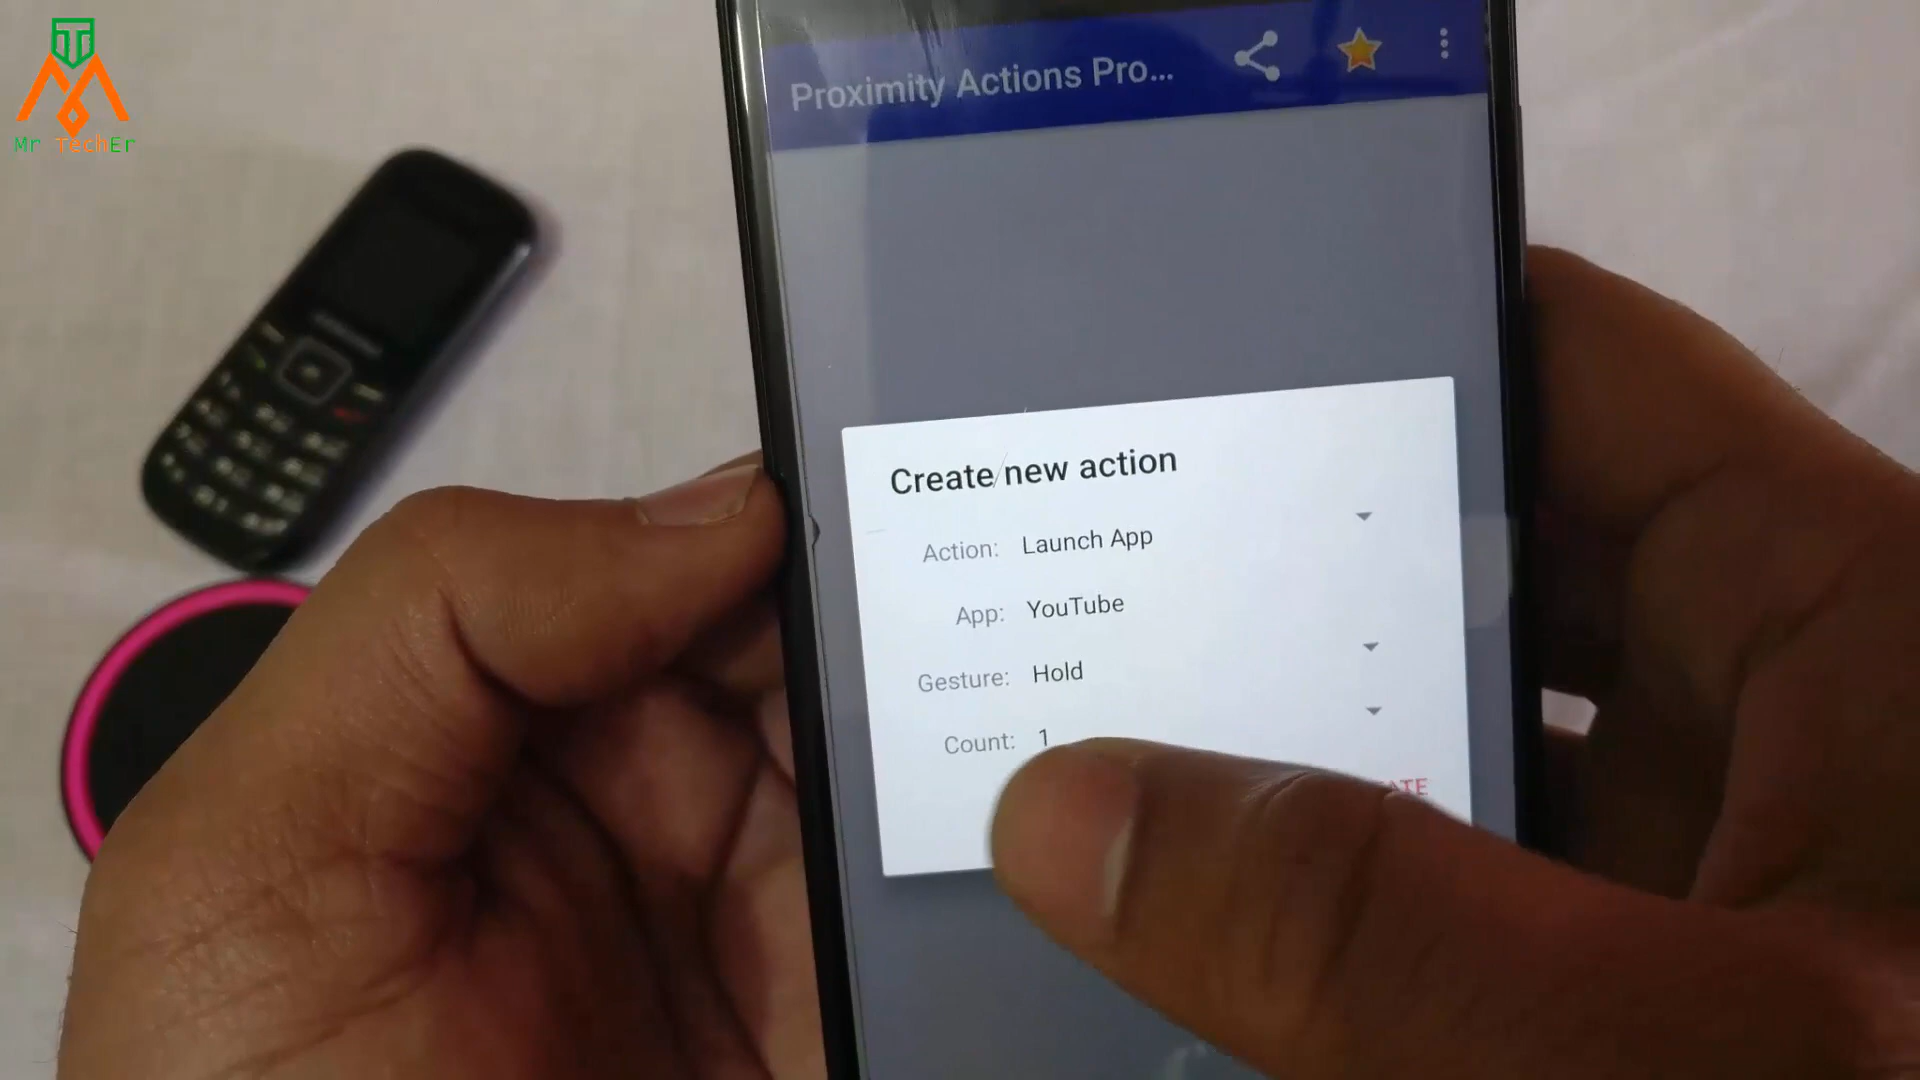 Mr TechEr
Proximity Actions Pro...
Create new action
Action: Launch App
App: YouTube
Gesture: Hold
Count: 1